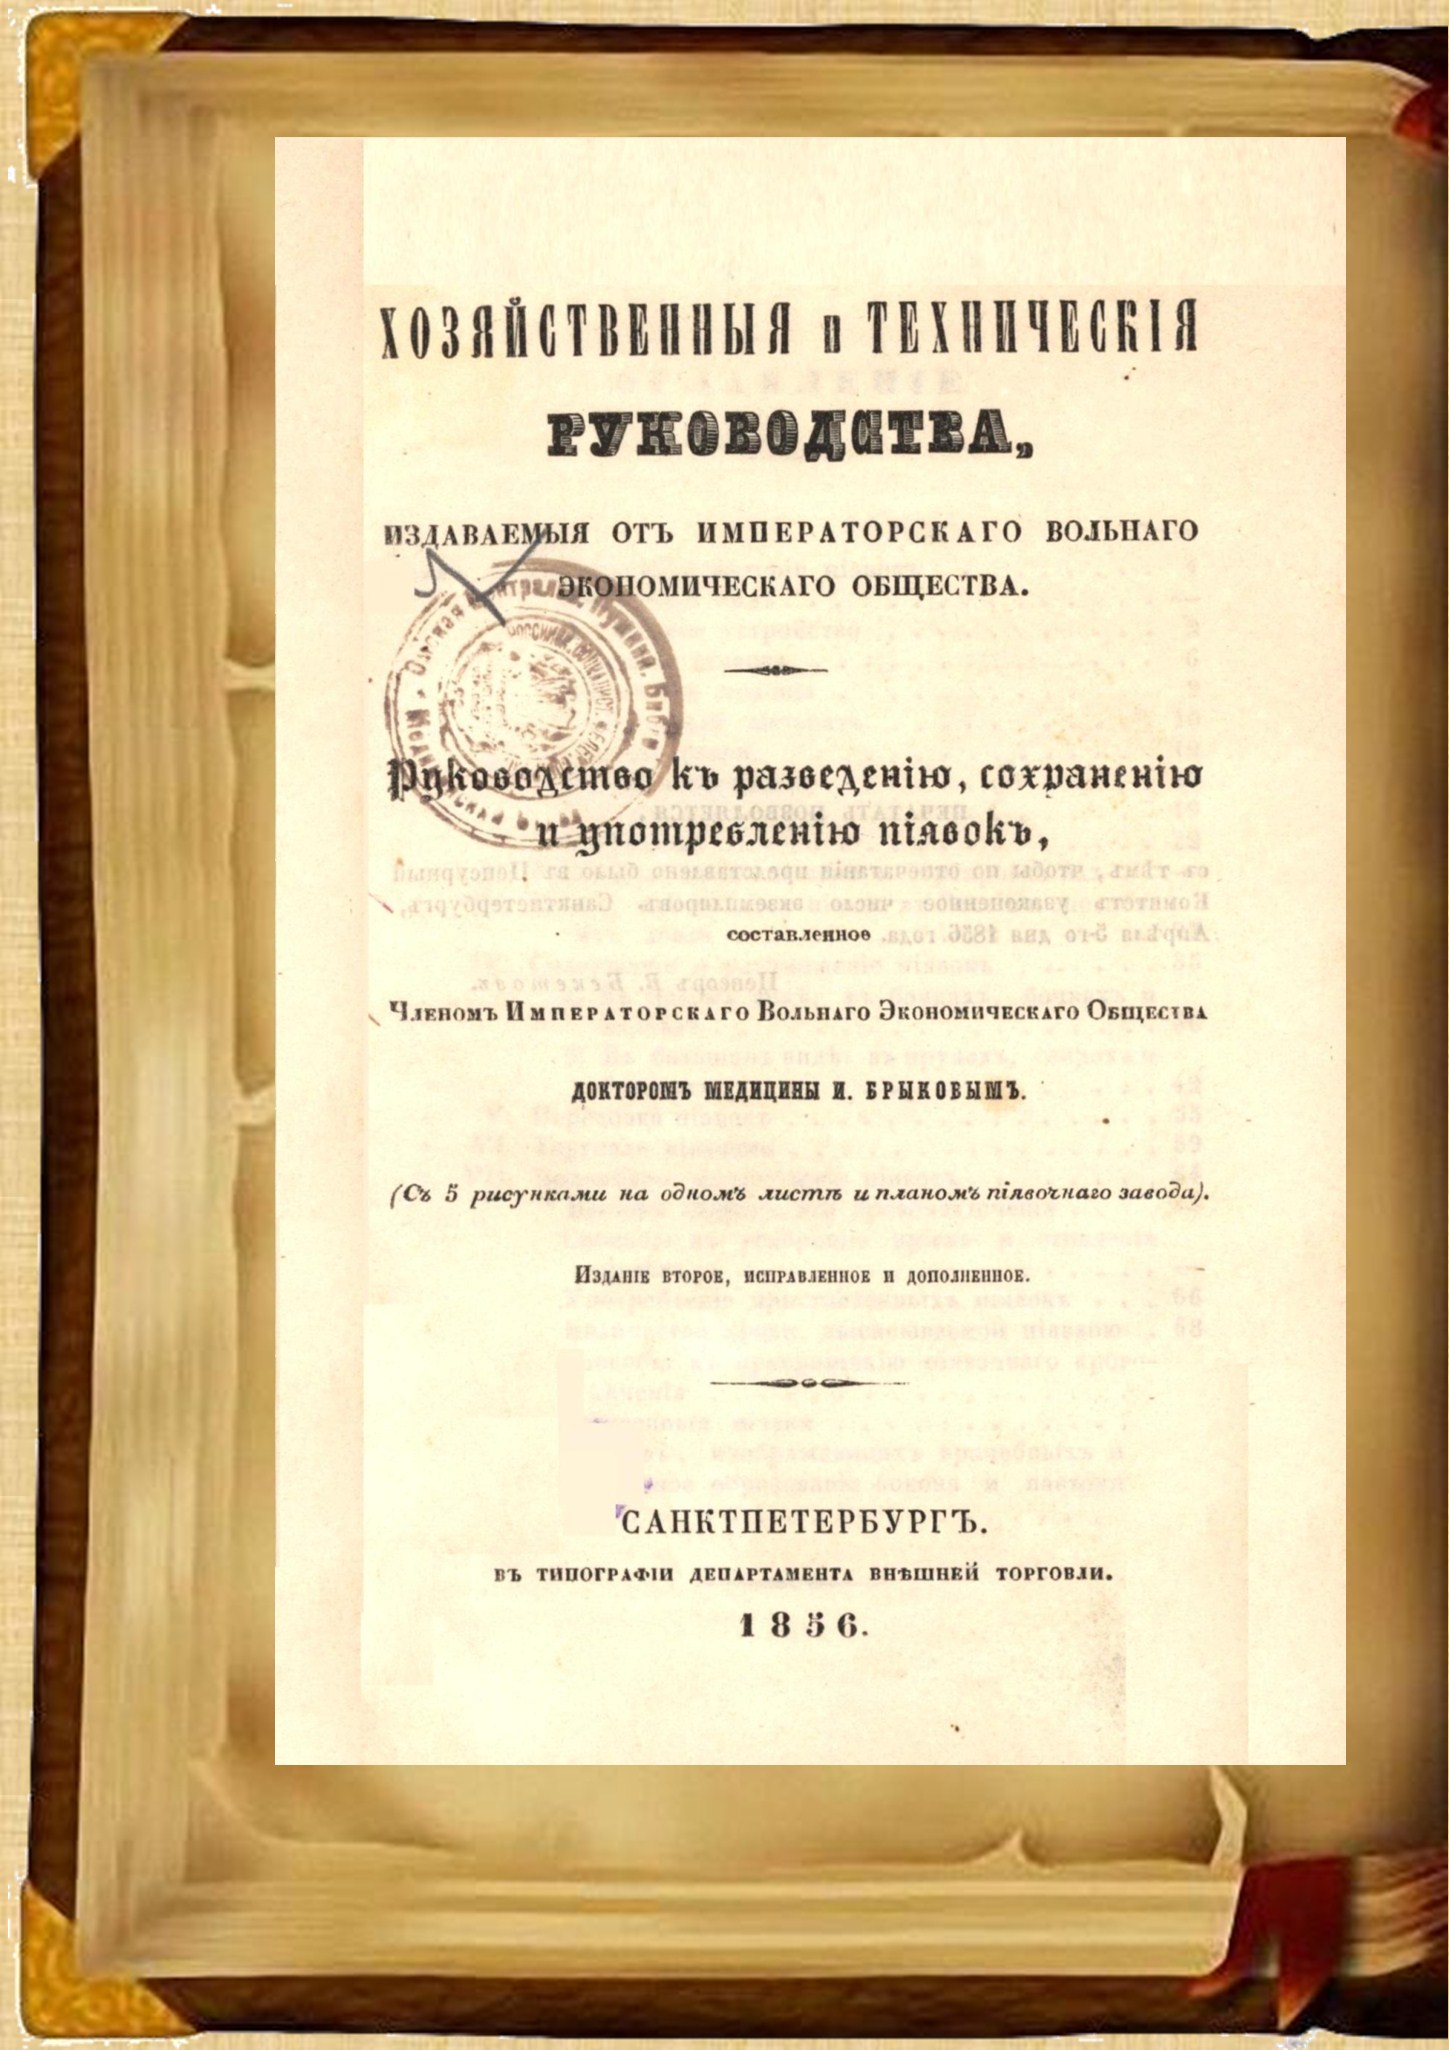 ХОЗЯЙСТВЕННЫЯ и ТЕХНИЧЕСКІЯ
РУКОВОДСТВА,
ИЗДАВАЕМЫЯ ОТЪ ИМПЕРАТОРСКАГО ВОЛЬНАГО
ЭКОНОМИЧЕСКАГО ОБЩЕСТВА.
Руководство къ разведенію, сохраненію
и употребленію піявокъ,
составленное
Членомъ Императорскаго Вольнаго Экономическаго Общества
ДОКТОРОМЪ МЕДИЦИНЫ И. БРЫКОВЫМЪ.
(Съ 5 рисунками на одномъ листѣ и планомъ піявочнаго завода).
Изданіе второе, исправленное и дополненное.
САНКТПЕТЕРБУРГЪ.
ВЪ ТИПОГРАФІИ ДЕПАРТАМЕНТА ВНѢШНЕЙ ТОРГОВЛИ.
1856.